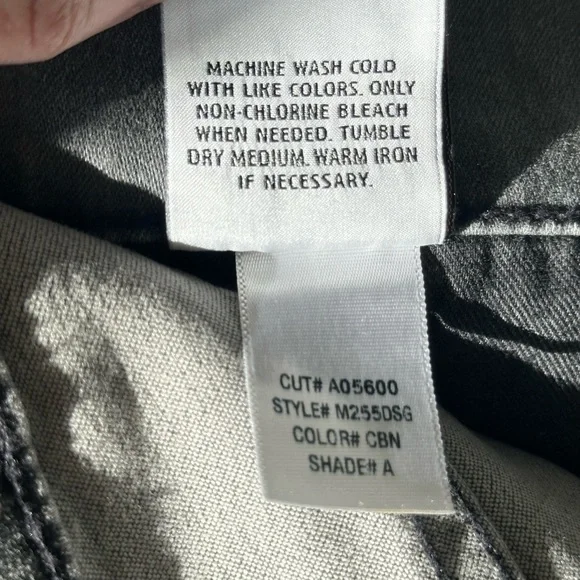 MACHINE WASH COLD
WITH LIKE COLORS. ONLY
NON-CHLORINE BLEACH
WHEN NEEDED. TUMBLE
DRY MEDIUM. WARM IRON
IF NECESSARY.
CUT# A05600
STYLE# M255DSG
COLOR# CBN
SHADE# A